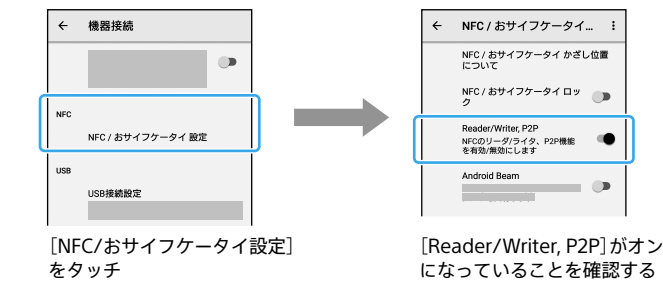 ← 機器接続
NFC
NFC / おサイフケータイ 設定
USB
USB接続設定
[NFC/おサイフケータイ設定]
をタッチ
← NFC / おサイフケータイ...
NFC / おサイフケータイ かざし位置
について
NFC / おサイフケータイ ロッ
ク
Reader/Writer, P2P
NFCのリーダ/ライタ、P2P機能
を有効/無効にします
Android Beam
[Reader/Writer, P2P]がオン
になっていることを確認する